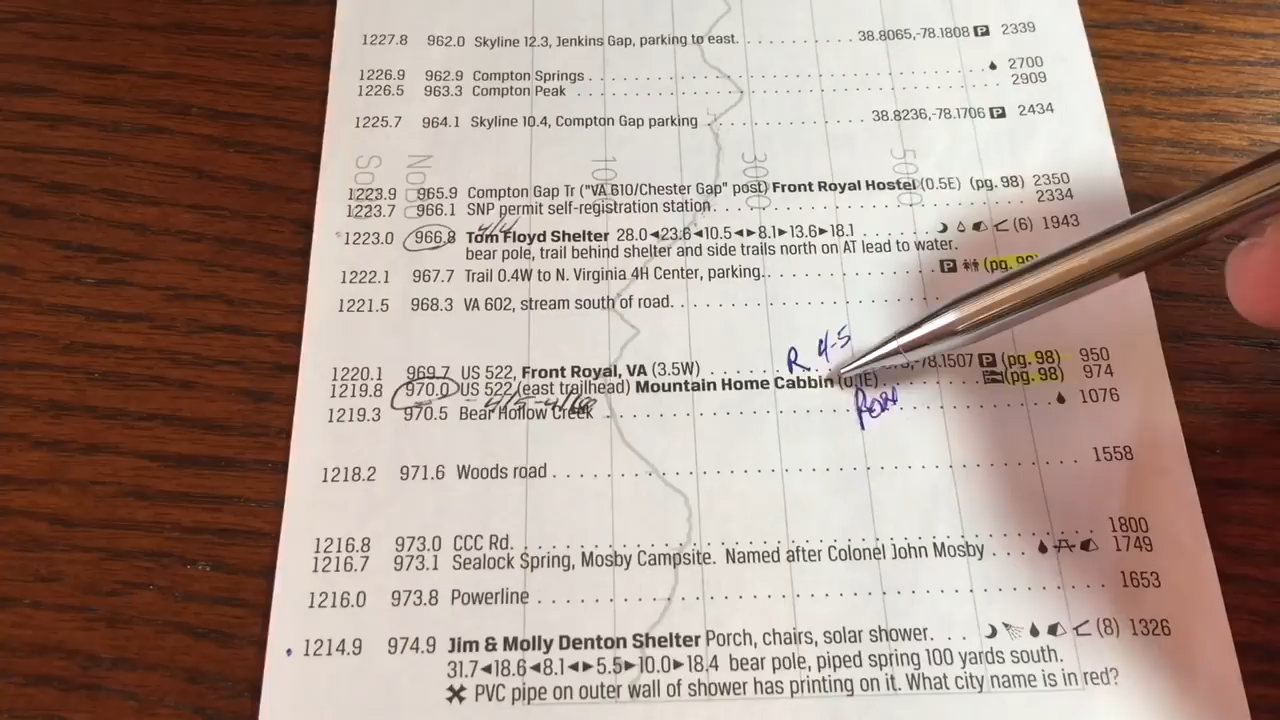 1227.8 962.0 Skyline 12.3, Jenkins Gap, parking to east. 38.8065,-78.1808 P 2339
1226.9 962.9 Compton Springs 2700
1226.5 963.3 Compton Peak 2909
1225.7 964.1 Skyline 10.4, Compton Gap parking 38.8236,-78.1706 P 2434
1000 3000 5000
1223.9 965.9 Compton Gap Tr ("VA 610/Chester Gap" post) Front Royal Hostel (0.5E) (pg. 98) 2350
1223.7 966.1 SNP permit self-registration station 2334
4/4
1223.0 966.8 Tom Floyd Shelter 28.0◄23.6◄10.5◄►8.1►13.6►18.1 (6) 1943
bear pole, trail behind shelter and side trails north on AT lead to water.
1222.1 967.7 Trail 0.4W to N. Virginia 4H Center, parking. P (pg. 98)
1221.5 968.3 VA 602, stream south of road.
R 4-5
1220.1 969.7 US 522, Front Royal, VA (3.5W) -78.1507 P (pg. 98) 950
1219.8 970.0 US 522 (east trailhead) Mountain Home Cabbin (0.1E) (pg. 98) 974
1219.3 970.5 Bear Hollow Creek 1076
1218.2 971.6 Woods road 1558
1216.8 973.0 CCC Rd. 1800
1216.7 973.1 Sealock Spring, Mosby Campsite. Named after Colonel John Mosby 1749
1216.0 973.8 Powerline 1653
1214.9 974.9 Jim & Molly Denton Shelter Porch, chairs, solar shower. (8) 1326
31.7◄18.6◄8.1◄►5.5►10.0►18.4 bear pole, piped spring 100 yards south.
PVC pipe on outer wall of shower has printing on it. What city name is in red?